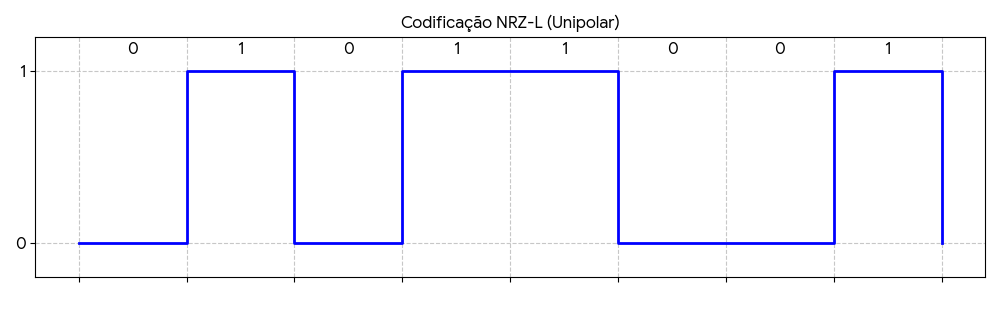 Codificação NRZ-L (Unipolar)
0 1 0 1 1 0 0 1
1
0